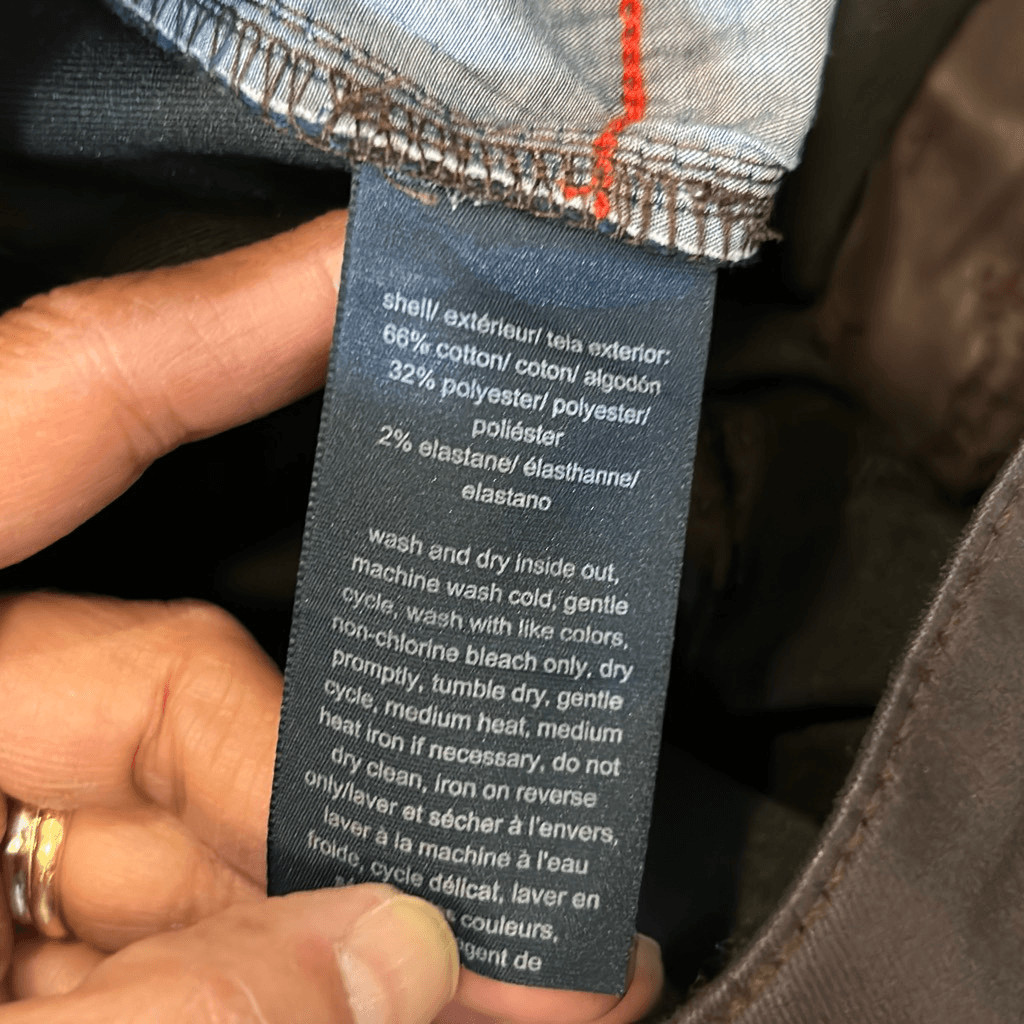 shell/ extérieur/ tela exterior:
66% cotton/ coton/ algodón
32% polyester/ polyester/
poliéster
2% elastane/ élasthanne/
elastano
wash and dry inside out,
machine wash cold, gentle
cycle, wash with like colors,
non-chlorine bleach only, dry
promptly, tumble dry, gentle
cycle, medium heat, medium
heat iron if necessary, do not
dry clean, iron on reverse
only/laver et sécher à l'envers,
laver à la machine à l'eau
froide, cycle délicat, laver en
couleurs,
de